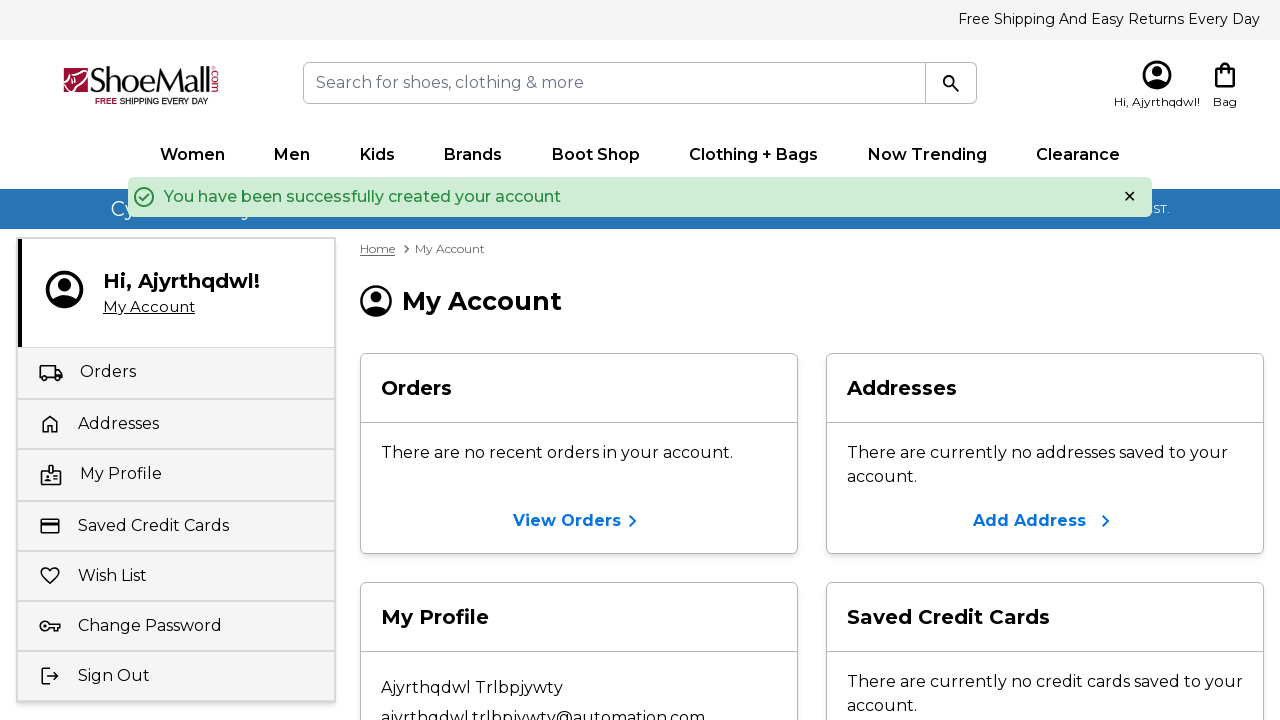 Free Shipping And Easy Returns Every Day
ShoeMall.com
FREE SHIPPING EVERY DAY
Search for shoes, clothing & more
Hi, Ajyrthqdwl!
Bag
Women
Men
Kids
Brands
Boot Shop
Clothing + Bags
Now Trending
Clearance
You have been successfully created your account
ST.
Hi, Ajyrthqdwl!
My Account
Orders
Addresses
My Profile
Saved Credit Cards
Wish List
Change Password
Sign Out
Home
My Account
My Account
Orders
There are no recent orders in your account.
View Orders
Addresses
There are currently no addresses saved to your
account.
Add Address
My Profile
Ajyrthqdwl Trlbpjywty
ajyrthqdwl.trlbpjywty@automation.com
Saved Credit Cards
There are currently no credit cards saved to your
account.